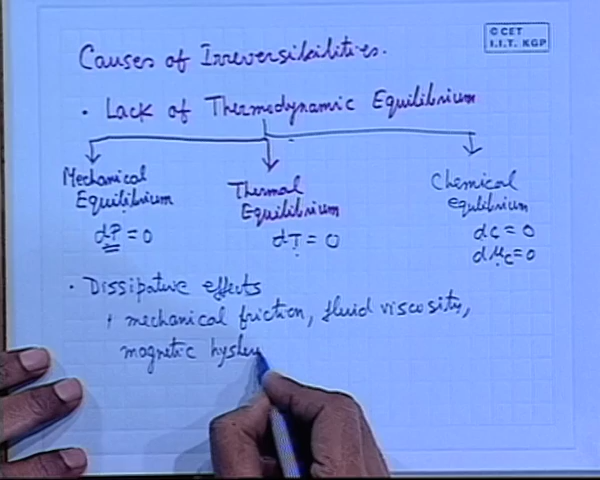 © CET
I.I.T. KGP
Causes of Irreversibilities.
• Lack of Thermodynamic Equilibrium
Mechanical Equilibrium
dP = 0
Thermal Equilibrium
dT = 0
Chemical equilibrium
dc = 0
dμc = 0
• Dissipative effects
mechanical friction, fluid viscosity,
magnetic hyste